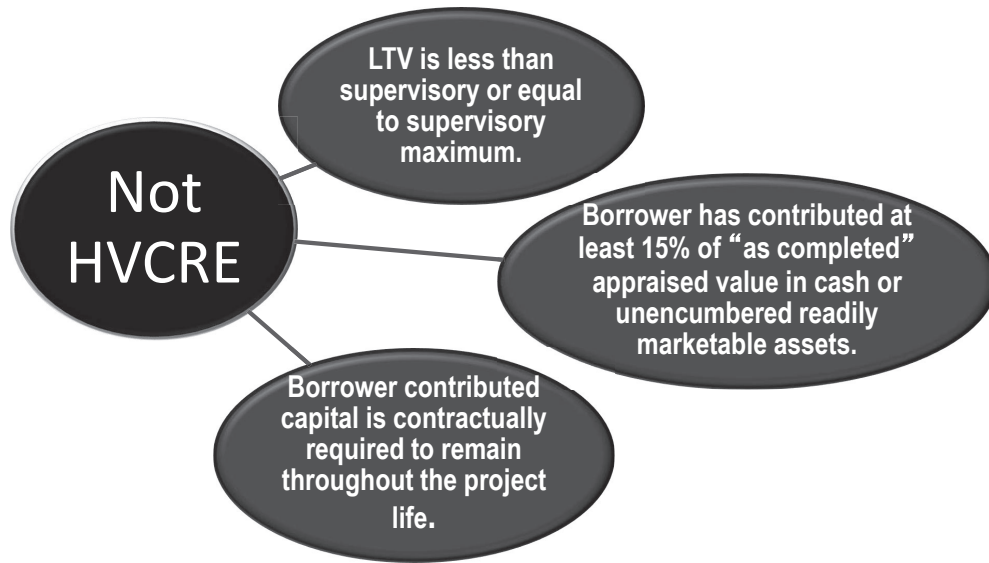 Not
HVCRE
LTV is less than
supervisory or equal
to supervisory
maximum.
Borrower has contributed at
least 15% of “as completed”
appraised value in cash or
unencumbered readily
marketable assets.
Borrower contributed
capital is contractually
required to remain
throughout the project
life.